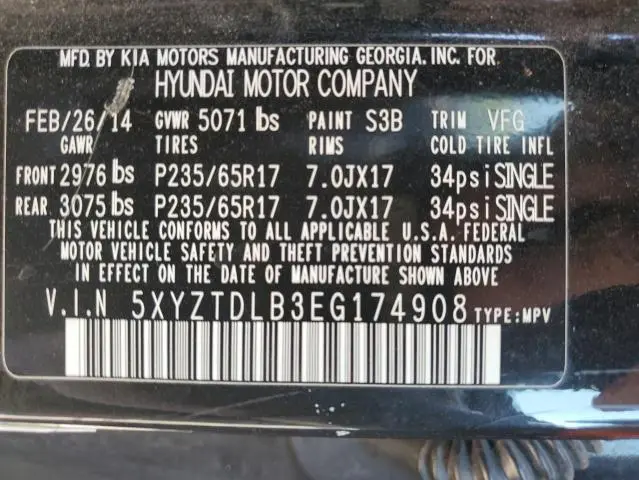 MFD. BY KIA MOTORS MANUFACTURING GEORGIA. INC. FOR
HYUNDAI MOTOR COMPANY
FEB/26/14 GVWR 5071 lbs PAINT S3B TRIM VFG
GAWR TIRES RIMS COLD TIRE INFL
FRONT 2976 lbs P235/65R17 7.0JX17 34psi SINGLE
REAR 3075 lbs P235/65R17 7.0JX17 34psi SINGLE
THIS VEHICLE CONFORMS TO ALL APPLICABLE U.S.A. FEDERAL
MOTOR VEHICLE SAFETY AND THEFT PREVENTION STANDARDS
IN EFFECT ON THE DATE OF MANUFACTURE SHOWN ABOVE
V.I.N 5XYZTDLB3EG174908 TYPE:MPV